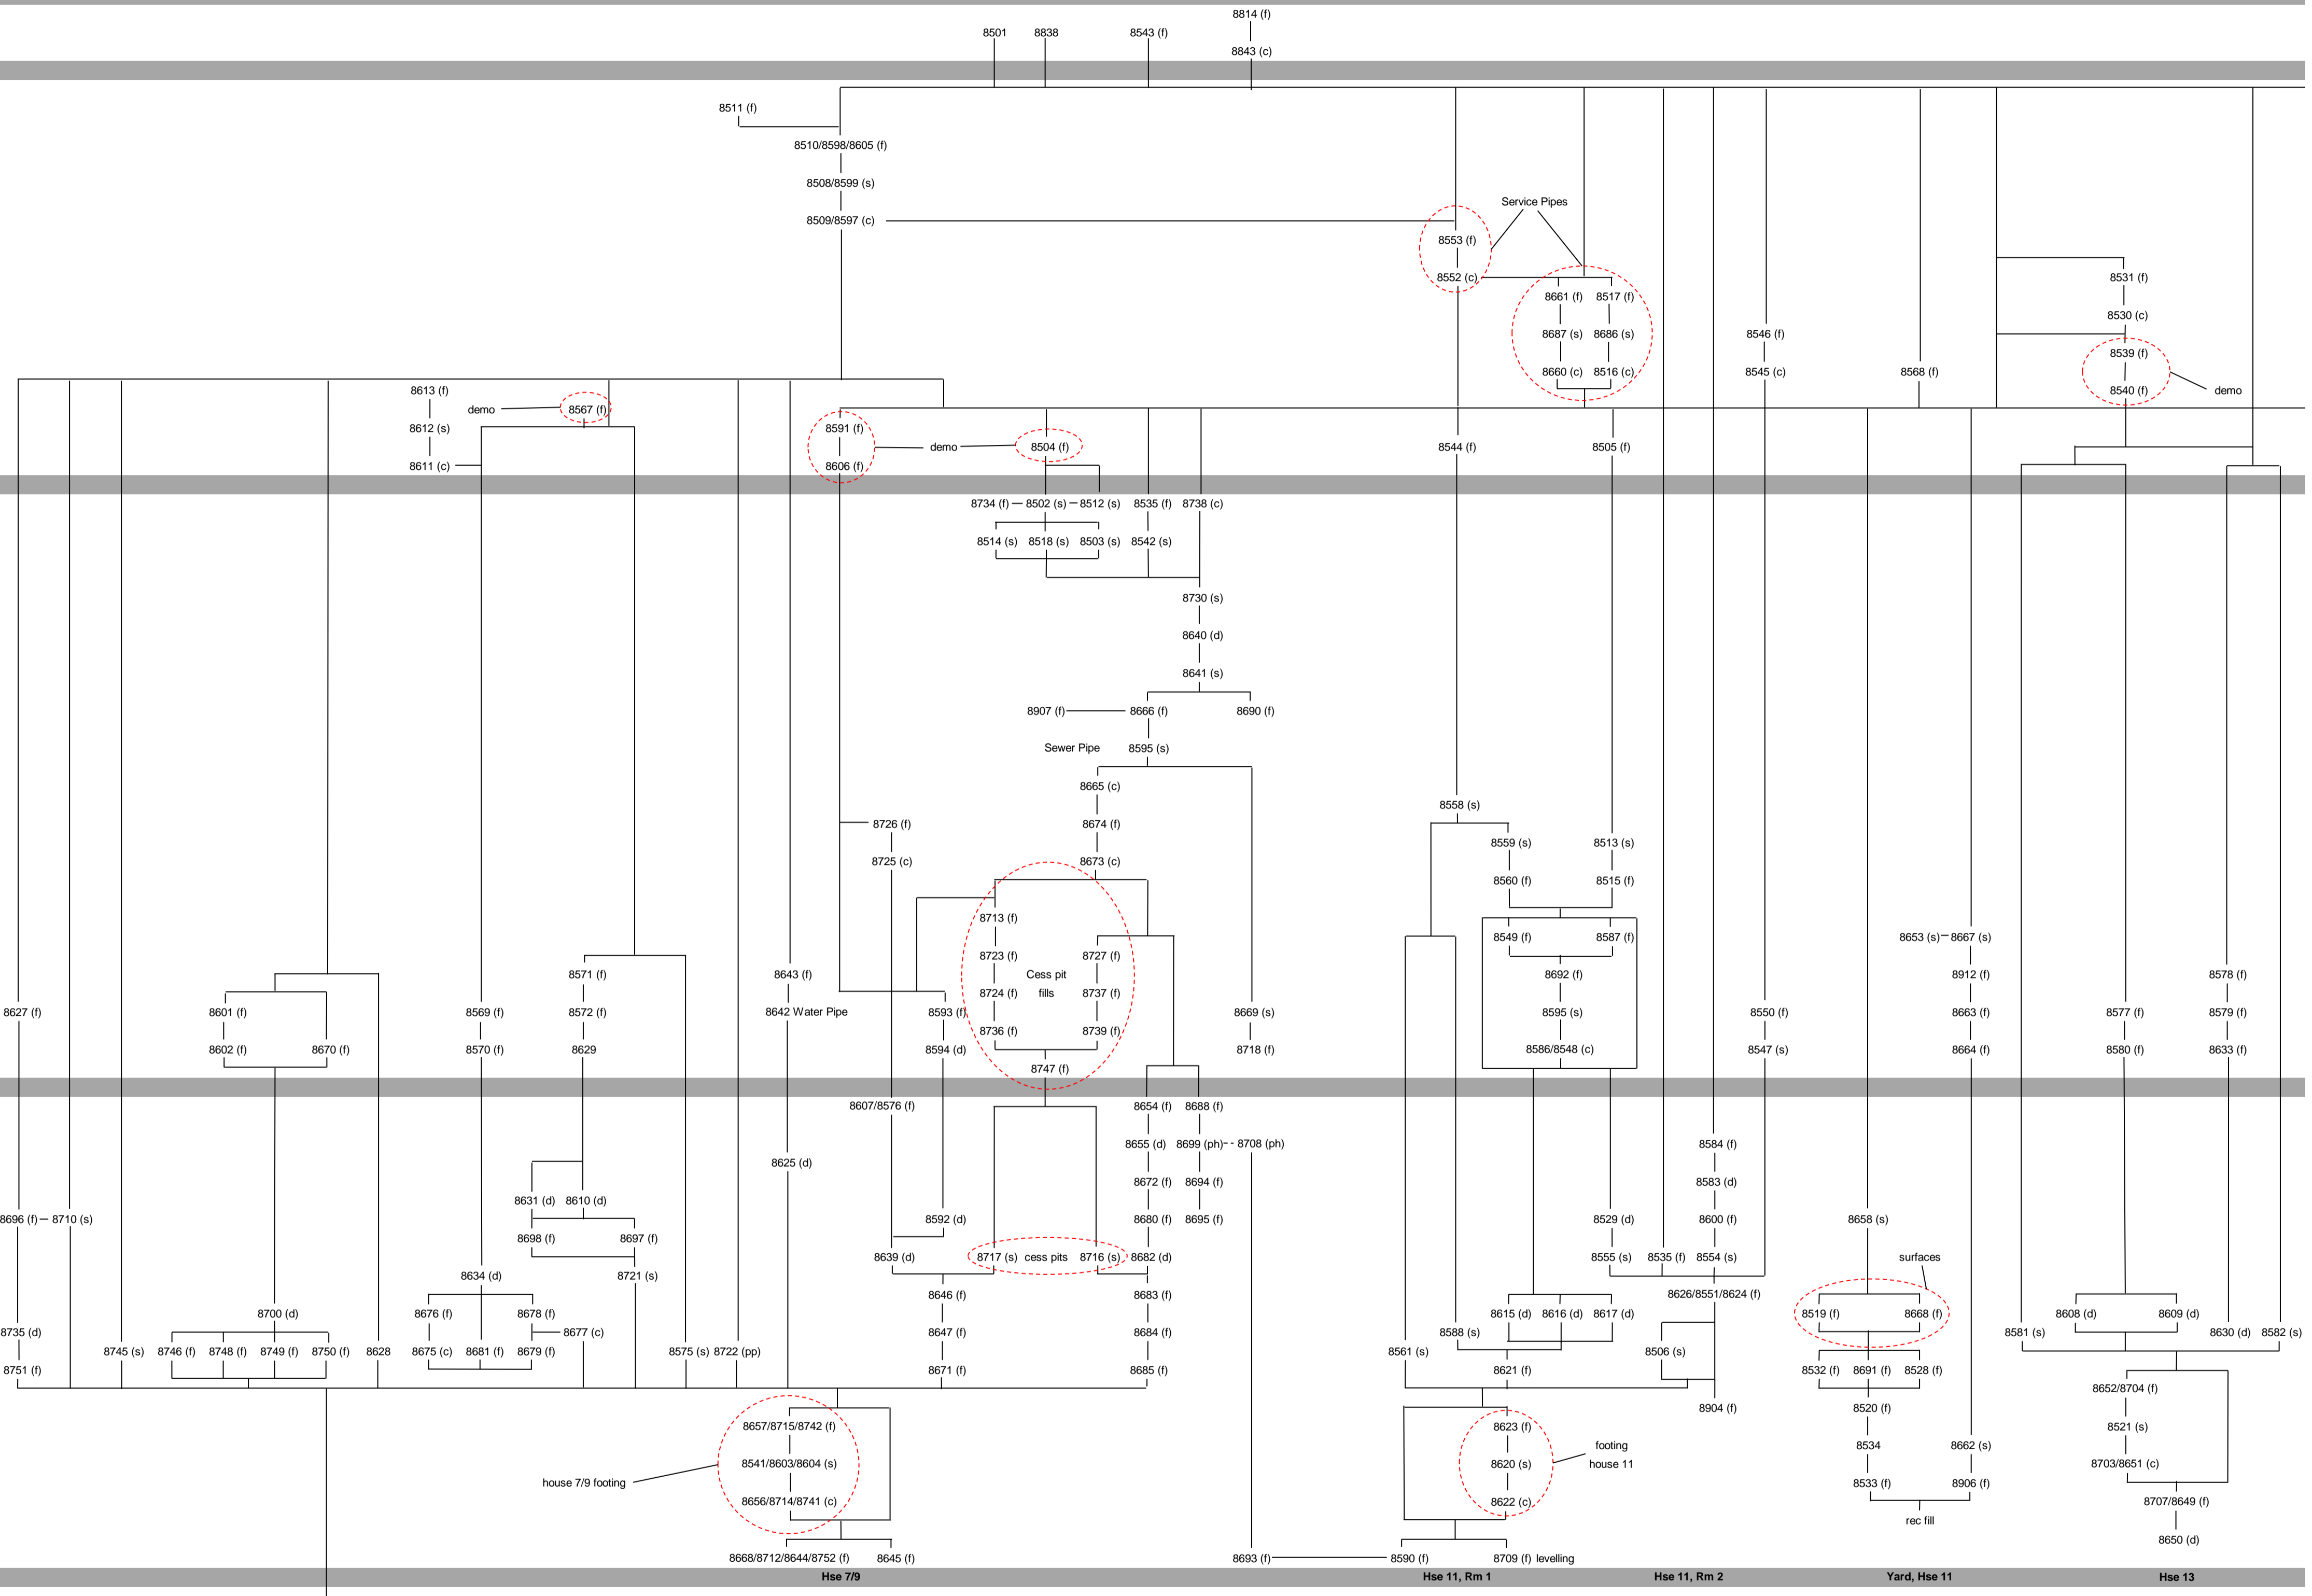 8814 (f)
8501 8838 8543 (f)
8843 (c)
8511 (f)
8510/8598/8605 (f)
8508/8599 (s)
Service Pipes
8509/8597 (c)
8553 (f)
8552 (c) 8531 (f)
8661 (f) 8517 (f)
8530 (c)
8687 (s) 8686 (s) 8546 (f)
8539 (f)
8660 (c) 8516 (c) 8545 (c) 8568 (f)
8613 (f) 8540 (f) demo
demo 8567 (f)
8612 (s) 8591 (f)
demo 8504 (f) 8544 (f) 8505 (f)
8611 (c) 8606 (f)
8734 (f) 8502 (s) 8512 (s) 8535 (f) 8738 (c)
8514 (s) 8518 (s) 8503 (s) 8542 (s)
8730 (s)
8640 (d)
8641 (s)
8907 (f) 8666 (f) 8690 (f)
Sewer Pipe 8595 (s)
8665 (c)
8558 (s)
8726 (f) 8674 (f)
8559 (s) 8513 (s)
8725 (c) 8673 (c)
8560 (f) 8515 (f)
8713 (f)
8549 (f) 8587 (f) 8653 (s) 8667 (s)
8723 (f) 8727 (f)
8571 (f) 8643 (f) Cess pit 8692 (f) 8912 (f) 8578 (f)
8724 (f) fills 8737 (f)
8627 (f) 8601 (f) 8569 (f) 8572 (f) 8642 Water Pipe 8593 (f) 8669 (s) 8595 (s) 8550 (f) 8663 (f) 8577 (f) 8579 (f)
8736 (f) 8739 (f)
8602 (f) 8670 (f) 8570 (f) 8629 8594 (d) 8718 (f) 8586/8548 (c) 8547 (s) 8664 (f) 8580 (f) 8633 (f)
8747 (f)
8607/8576 (f) 8654 (f) 8688 (f)
8655 (d) 8699 (ph) 8708 (ph) 8584 (f)
8625 (d)
8672 (f) 8694 (f) 8583 (d)
8631 (d) 8610 (d)
8696 (f) 8710 (s) 8592 (d) 8680 (f) 8695 (f) 8529 (d) 8600 (f) 8658 (s)
8698 (f) 8697 (f)
8639 (d) 8717 (s) cess pits 8716 (s) 8682 (d) 8555 (s) 8535 (f) 8554 (s) surfaces
8634 (d) 8721 (s)
8646 (f) 8683 (f) 8626/8551/8624 (f)
8700 (d) 8676 (f) 8678 (f) 8615 (d) 8616 (d) 8617 (d) 8519 (f) 8668 (f) 8608 (d) 8609 (d)
8735 (d) 8677 (c) 8647 (f) 8684 (f) 8588 (s) 8581 (s) 8630 (d) 8582 (s)
8745 (s) 8746 (f) 8748 (f) 8749 (f) 8750 (f) 8628 8675 (c) 8681 (f) 8679 (f) 8575 (s) 8722 (pp) 8561 (s) 8506 (s)
8751 (f) 8671 (f) 8685 (f) 8621 (f) 8532 (f) 8691 (f) 8528 (f)
8652/8704 (f)
8904 (f) 8520 (f)
8657/8715/8742 (f) 8623 (f) 8521 (s)
footing 8534 8662 (s)
8541/8603/8604 (s) 8620 (s) house 11 8703/8651 (c)
house 7/9 footing 8533 (f) 8906 (f)
8656/8714/8741 (c) 8622 (c) 8707/8649 (f)
rec fill
8650 (d)
8668/8712/8644/8752 (f) 8645 (f) 8693 (f) 8590 (f) 8709 (f) levelling
Hse 7/9 Hse 11, Rm 1 Hse 11, Rm 2 Yard, Hse 11 Hse 13